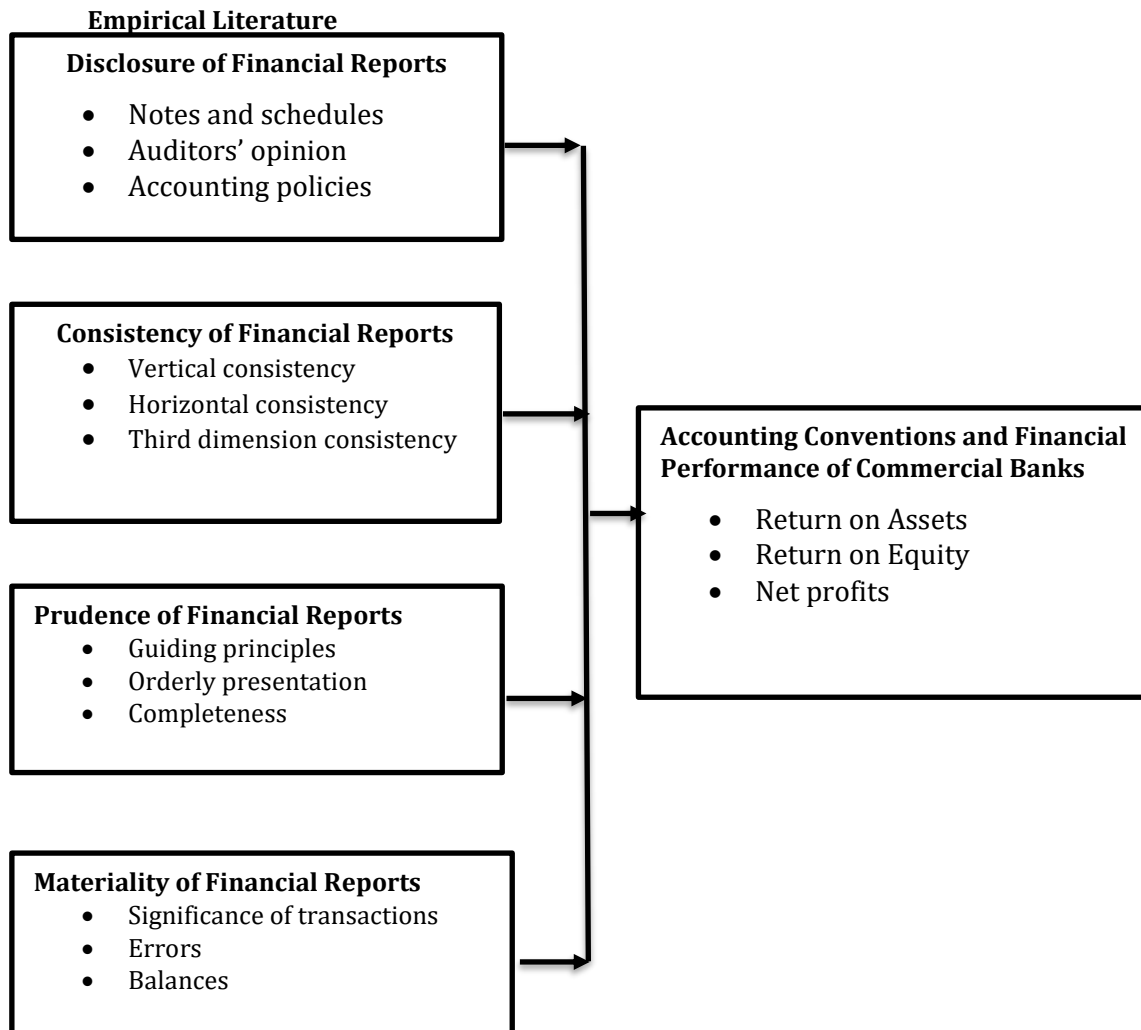 Empirical Literature
Disclosure of Financial Reports
• Notes and schedules
• Auditors’ opinion
• Accounting policies
Consistency of Financial Reports
• Vertical consistency
• Horizontal consistency
• Third dimension consistency
Prudence of Financial Reports
• Guiding principles
• Orderly presentation
• Completeness
Materiality of Financial Reports
• Significance of transactions
• Errors
• Balances
Accounting Conventions and Financial
Performance of Commercial Banks
• Return on Assets
• Return on Equity
• Net profits